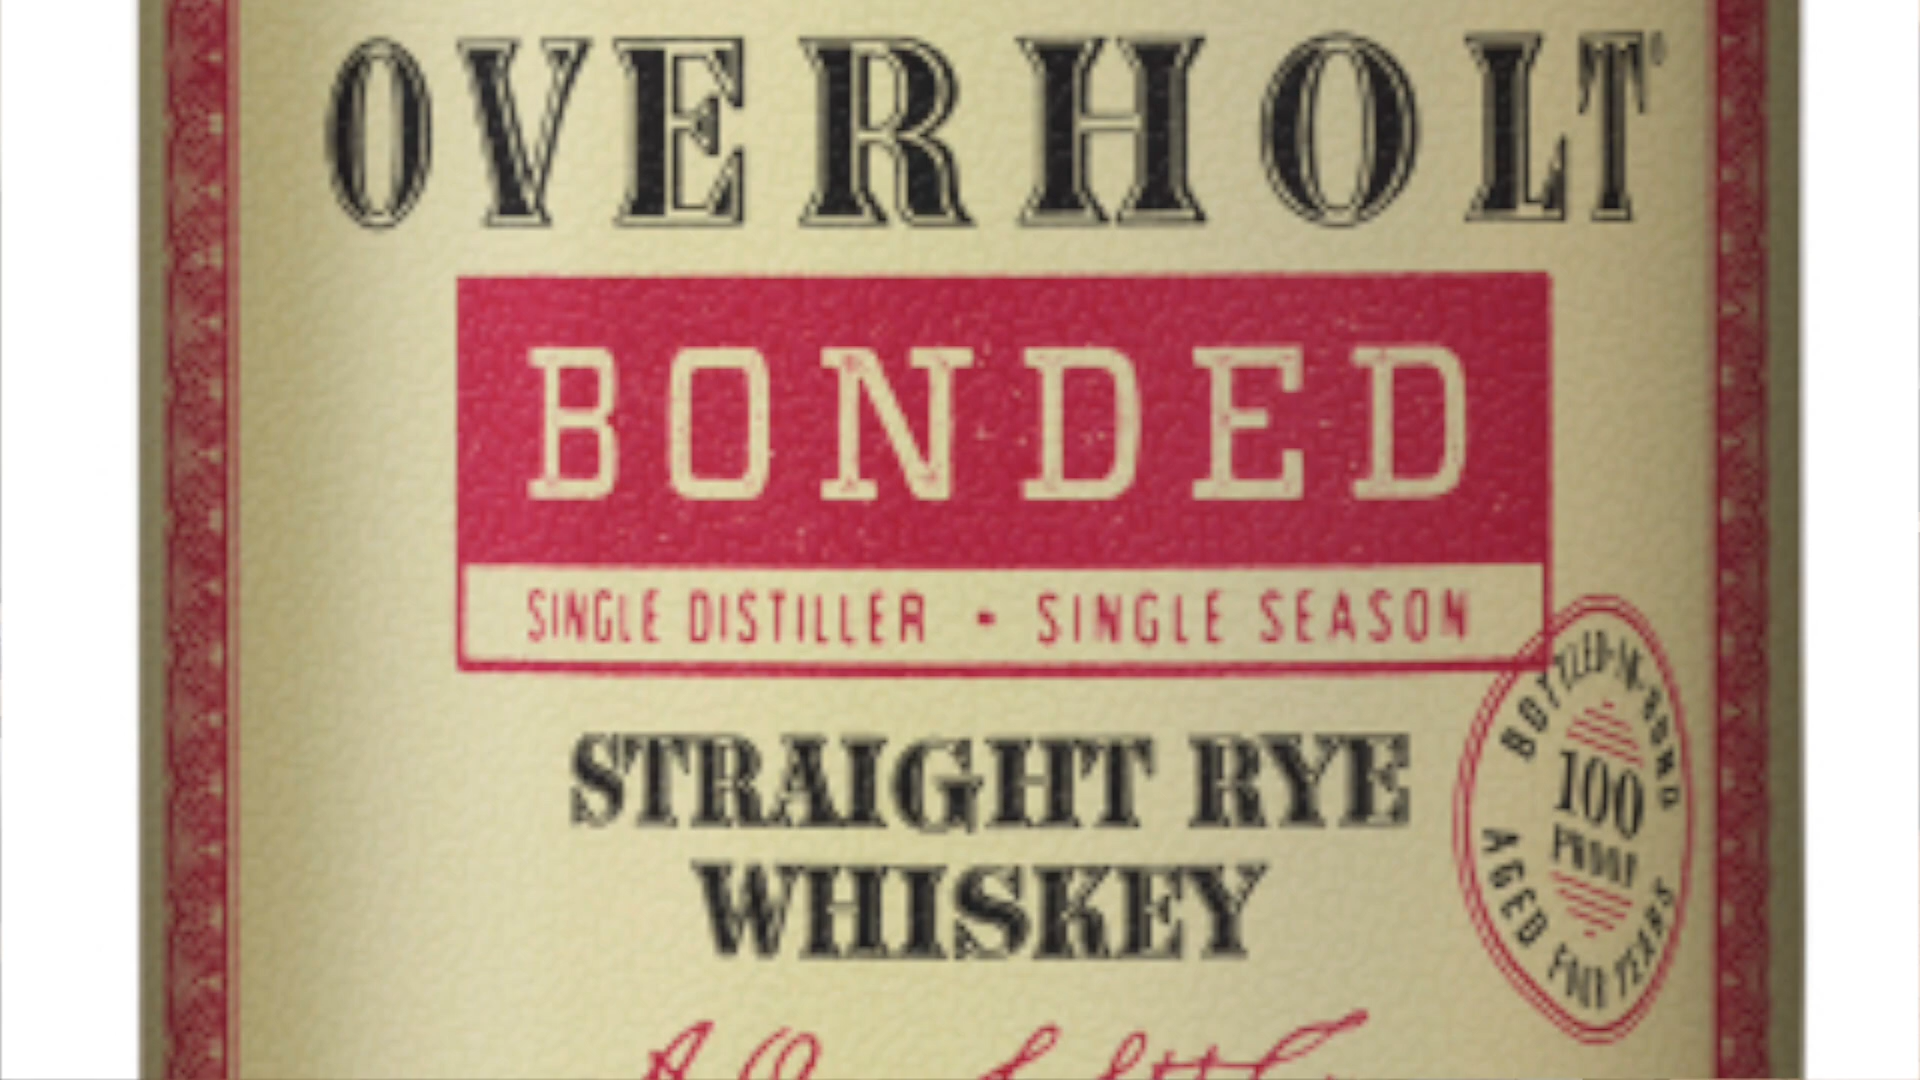 OVERHOLT®
BONDED
SINGLE DISTILLER • SINGLE SEASON
STRAIGHT RYE
WHISKEY
BOTTLED-IN-BOND
100
PROOF
AGED FOUR YEARS